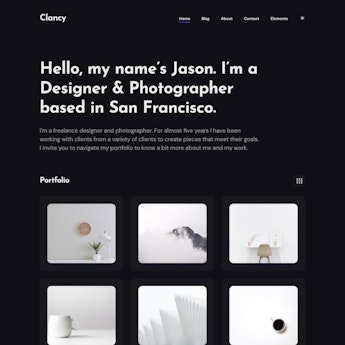 Clancy
Home Blog About Contact Elements
Hello, my name's Jason. I'm a
Designer & Photographer
based in San Francisco.
I'm a freelance designer and photographer. For almost five years I have been
working with clients from a variety of clients to create pieces that meet their goals.
I invite you to navigate my portfolio to know a bit more about me and my work.
Portfolio